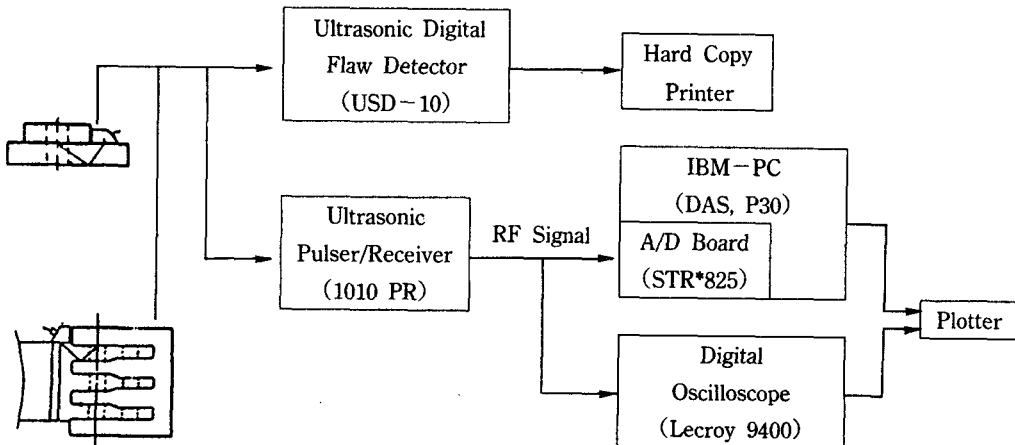 Ultrasonic Digital
Flaw Detector
(USD-10)
Hard Copy
Printer
Ultrasonic
Pulser/Receiver
(1010 PR)
RF Signal
IBM-PC
(DAS, P30)
A/D Board
(STR*825)
Digital
Oscilloscope
(Lecroy 9400)
Plotter